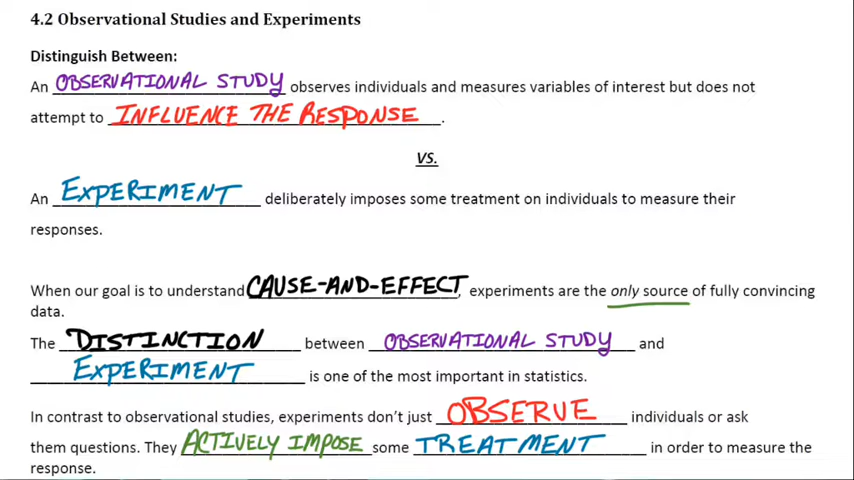 4.2 Observational Studies and Experiments
Distinguish Between:
An OBSERVATIONAL STUDY observes individuals and measures variables of interest but does not
attempt to INFLUENCE THE RESPONSE.
VS.
An EXPERIMENT deliberately imposes some treatment on individuals to measure their
responses.
When our goal is to understand CAUSE-AND-EFFECT, experiments are the only source of fully convincing
data.
The DISTINCTION between OBSERVATIONAL STUDY and
EXPERIMENT is one of the most important in statistics.
In contrast to observational studies, experiments don't just OBSERVE individuals or ask
them questions. They ACTIVELY IMPOSE some TREATMENT in order to measure the
response.